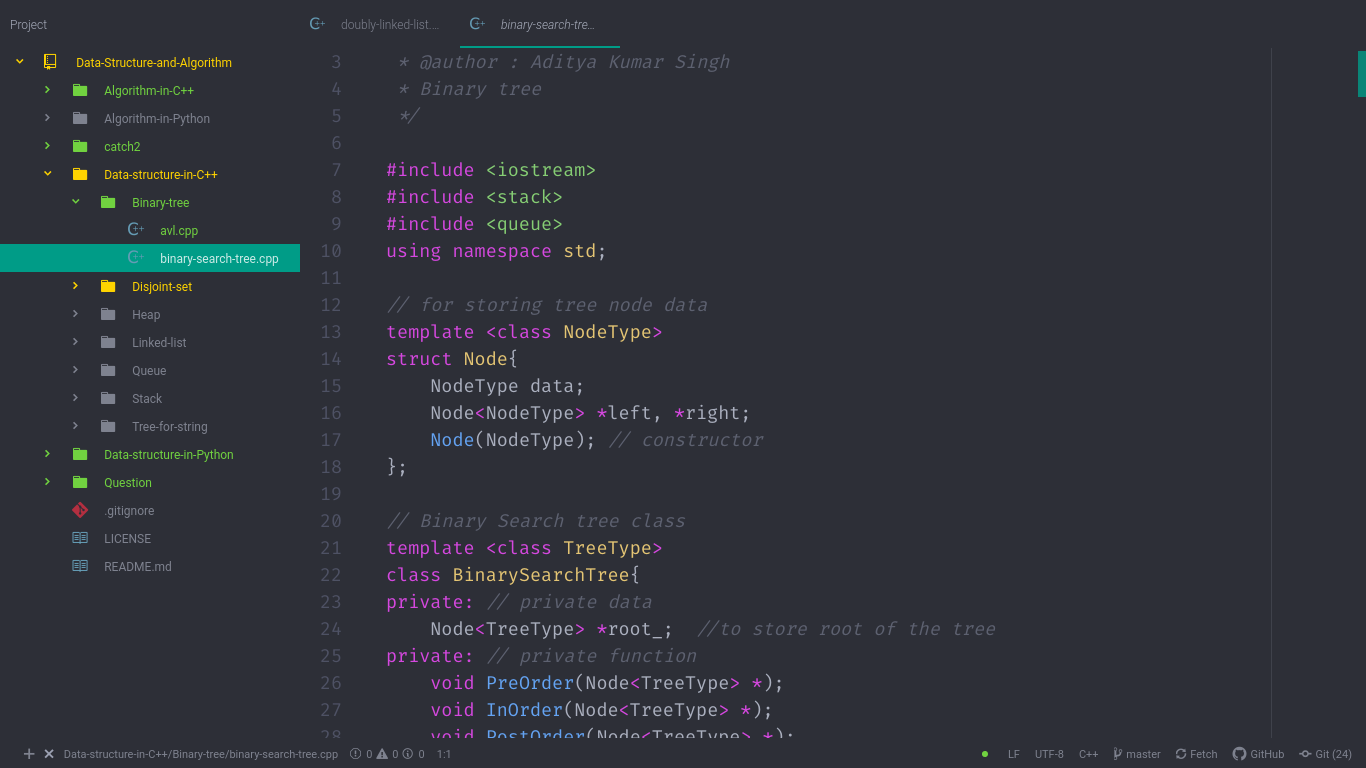 Project
doubly-linked-list....
binary-search-tre...
Data-Structure-and-Algorithm
Algorithm-in-C++
Algorithm-in-Python
catch2
Data-structure-in-C++
Binary-tree
avl.cpp
binary-search-tree.cpp
Disjoint-set
Heap
Linked-list
Queue
Stack
Tree-for-string
Data-structure-in-Python
Question
.gitignore
LICENSE
README.md
3 * @author : Aditya Kumar Singh
4 * Binary tree
5 */
6
7 #include <iostream>
8 #include <stack>
9 #include <queue>
10 using namespace std;
11
12 // for storing tree node data
13 template <class NodeType>
14 struct Node{
15 NodeType data;
16 Node<NodeType> *left, *right;
17 Node(NodeType); // constructor
18 };
19
20 // Binary Search tree class
21 template <class TreeType>
22 class BinarySearchTree{
23 private: // private data
24 Node<TreeType> *root_; //to store root of the tree
25 private: // private function
26 void PreOrder(Node<TreeType> *);
27 void InOrder(Node<TreeType> *);
28 void PostOrder(Node<TreeType> *);
Data-structure-in-C++/Binary-tree/binary-search-tree.cpp 0 0 0 1:1 LF UTF-8 C++ master Fetch GitHub Git (24)